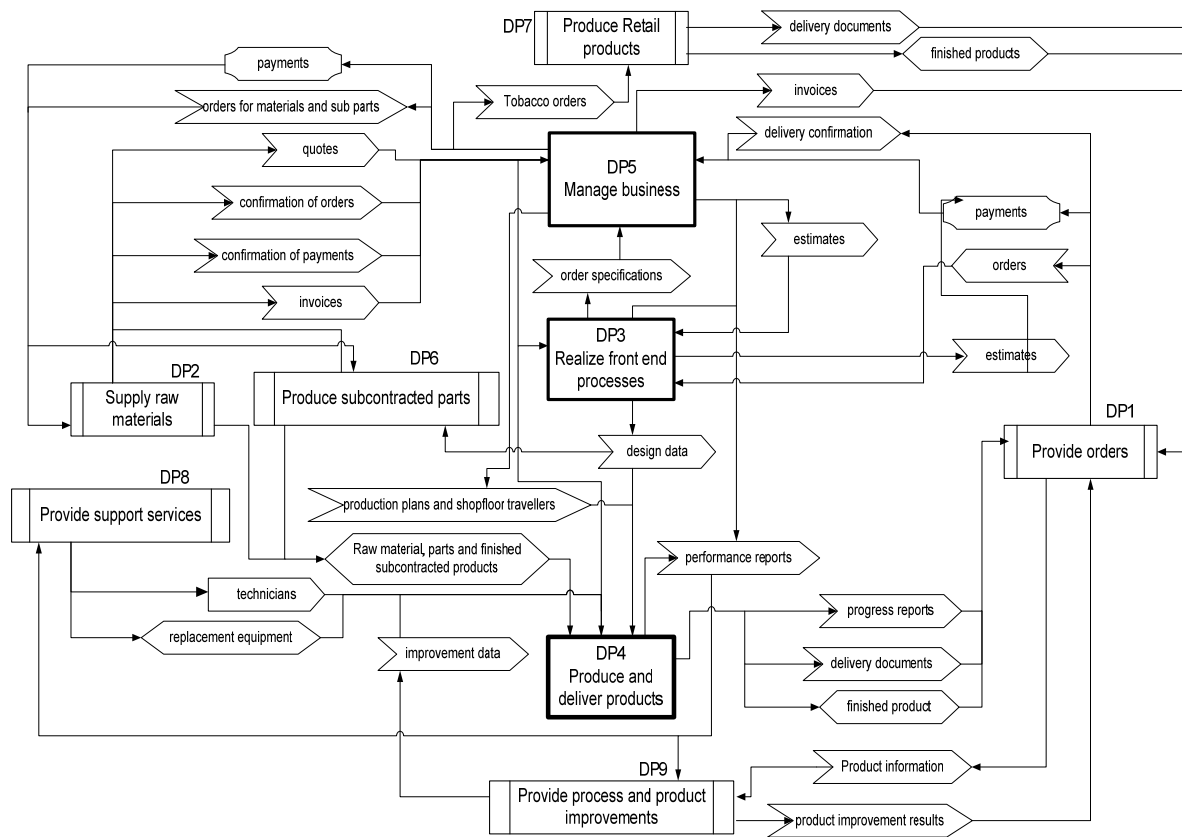 DP7
Produce Retail
products
delivery documents
finished products
payments
orders for materials and sub parts
Tobacco orders
invoices
delivery confirmation
quotes
DP5
Manage business
confirmation of orders
payments
estimates
confirmation of payments
order specifications
orders
invoices
DP3
Realize front end
processes
estimates
DP2
Supply raw
materials
DP6
Produce subcontracted parts
DP1
Provide orders
design data
DP8
Provide support services
production plans and shopfloor travellers
Raw material, parts and finished
subcontracted products
performance reports
technicians
progress reports
replacement equipment
improvement data
DP4
Produce and
deliver products
delivery documents
finished product
DP9
Provide process and product
improvements
Product information
product improvement results